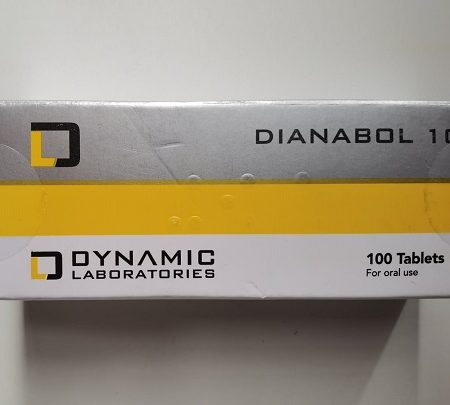 DIANABOL 10
DYNAMIC
LABORATORIES
100 Tablets
For oral use